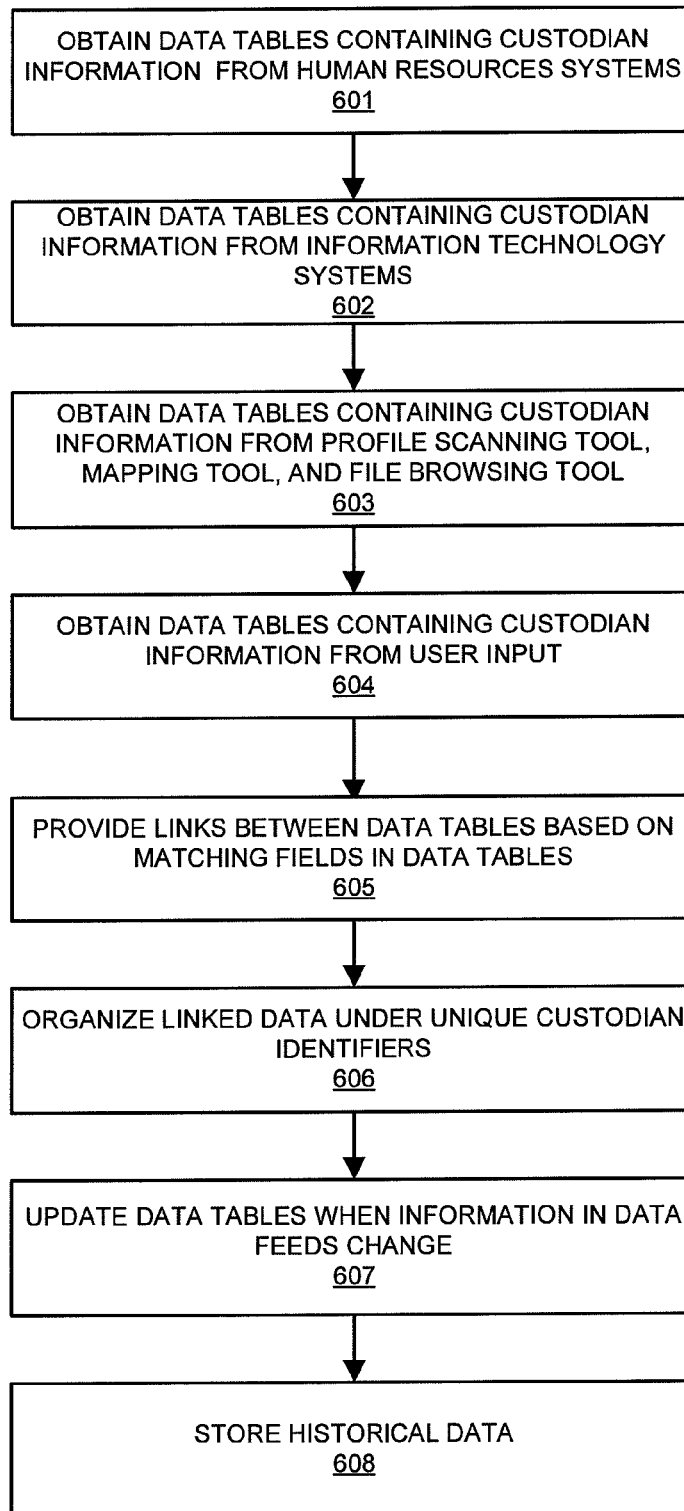 OBTAIN DATA TABLES CONTAINING CUSTODIAN
INFORMATION FROM HUMAN RESOURCES SYSTEMS
601
OBTAIN DATA TABLES CONTAINING CUSTODIAN
INFORMATION FROM INFORMATION TECHNOLOGY
SYSTEMS
602
OBTAIN DATA TABLES CONTAINING CUSTODIAN
INFORMATION FROM PROFILE SCANNING TOOL,
MAPPING TOOL, AND FILE BROWSING TOOL
603
OBTAIN DATA TABLES CONTAINING CUSTODIAN
INFORMATION FROM USER INPUT
604
PROVIDE LINKS BETWEEN DATA TABLES BASED ON
MATCHING FIELDS IN DATA TABLES
605
ORGANIZE LINKED DATA UNDER UNIQUE CUSTODIAN
IDENTIFIERS
606
UPDATE DATA TABLES WHEN INFORMATION IN DATA
FEEDS CHANGE
607
STORE HISTORICAL DATA
608